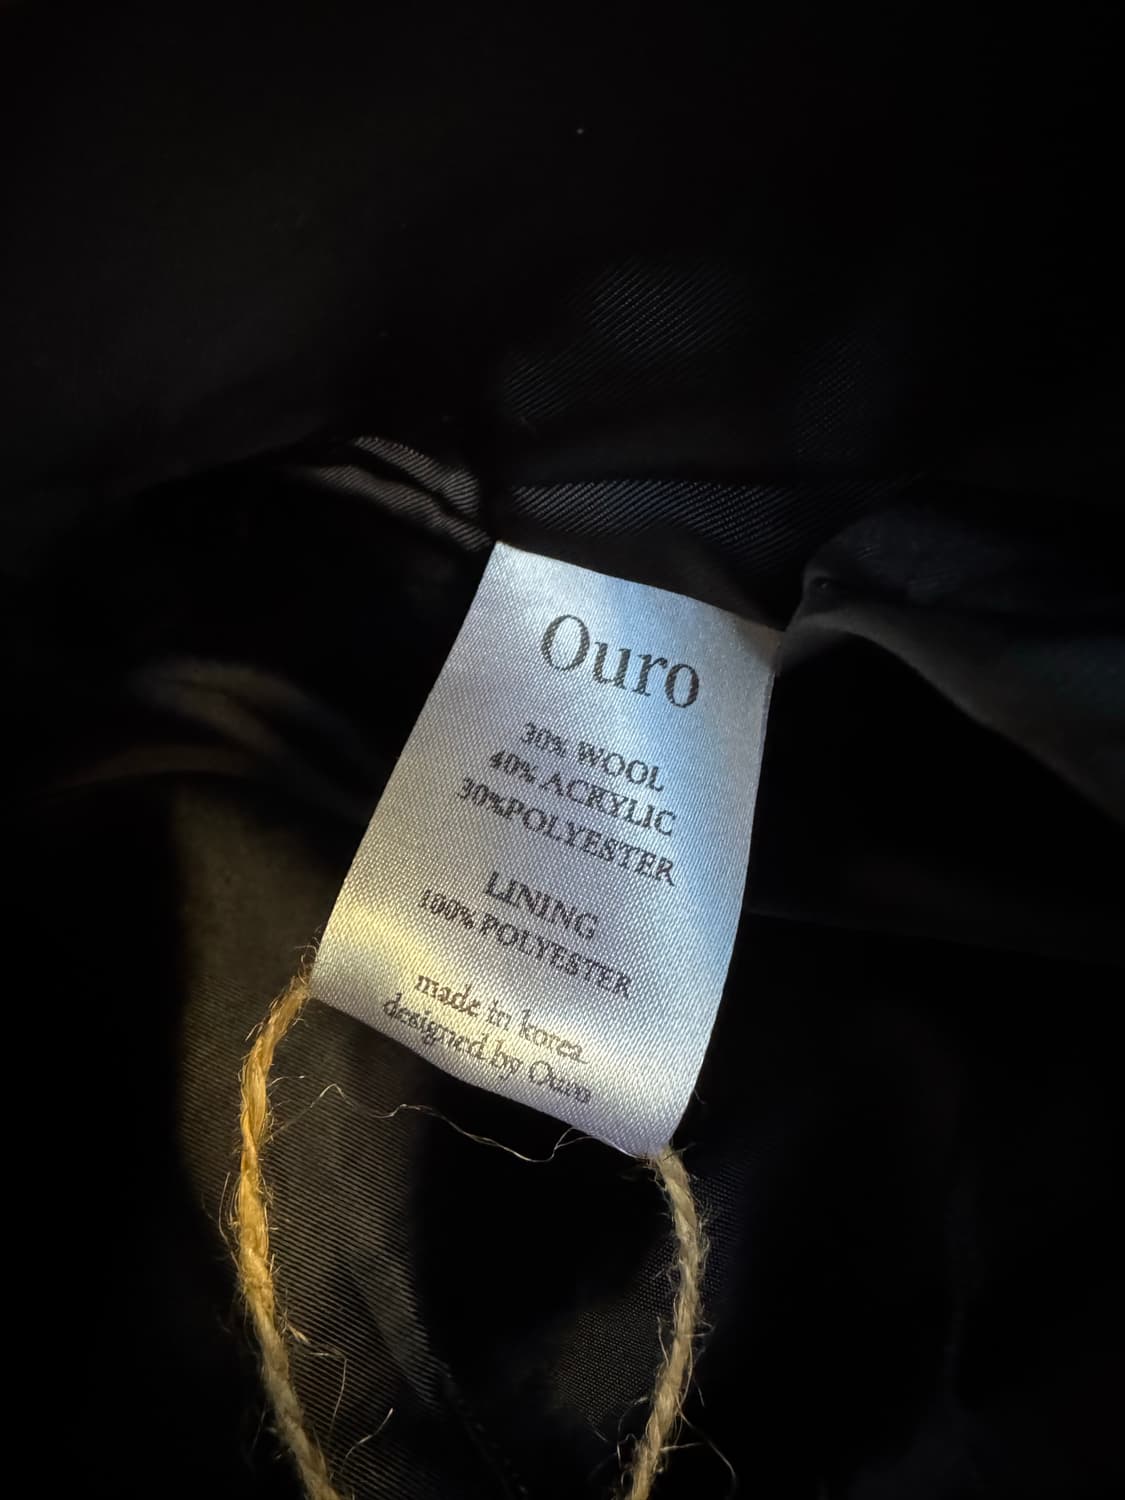 Ouro
30% WOOL
40% ACRYLIC
30%POLYESTER
LINING
100% POLYESTER
made in korea
designed by Ouro